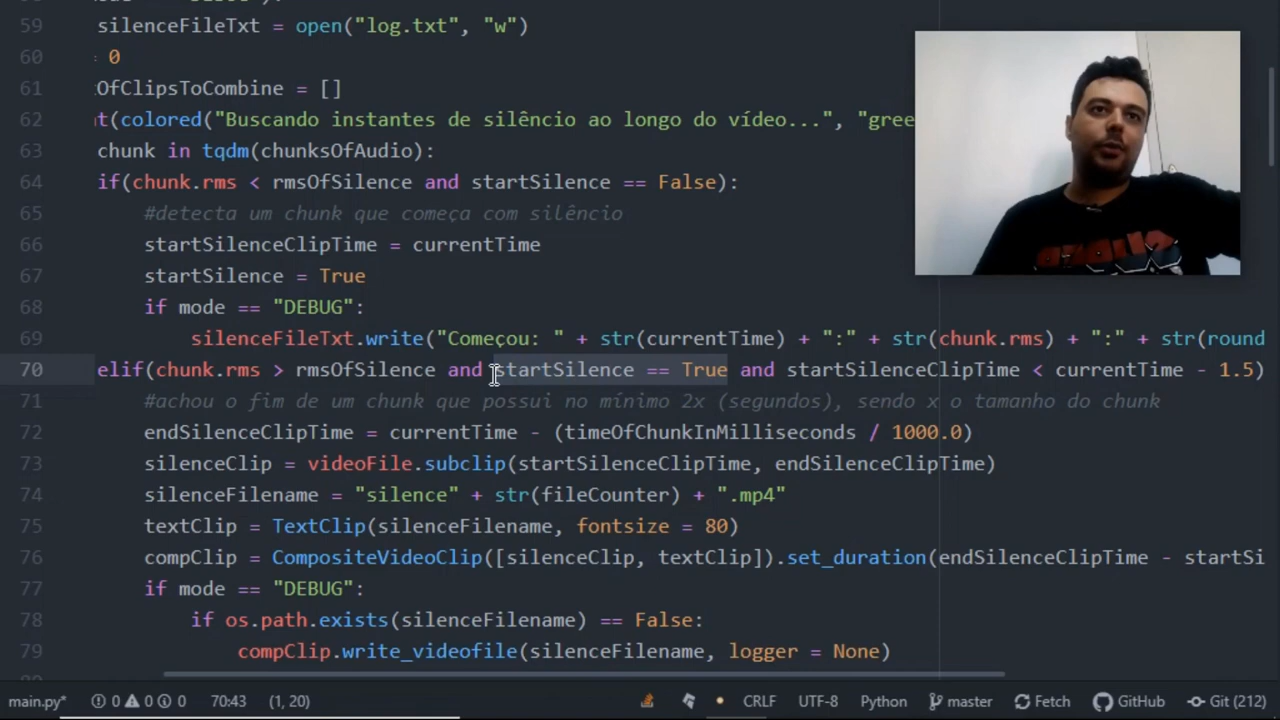 59 silenceFileTxt = open("log.txt", "w")
60 = 0
61 OfClipsToCombine = []
62 t(colored("Buscando instantes de silêncio ao longo do vídeo...", "gree
63 chunk in tqdm(chunksOfAudio):
64 if(chunk.rms < rmsOfSilence and startSilence == False):
65 #detecta um chunk que começa com silêncio
66 startSilenceClipTime = currentTime
67 startSilence = True
68 if mode == "DEBUG":
69 silenceFileTxt.write("Começou: " + str(currentTime) + ":" + str(chunk.rms) + ":" + str(round
70 elif(chunk.rms > rmsOfSilence and startSilence == True and startSilenceClipTime < currentTime - 1.5)
71 #achou o fim de um chunk que possui no mínimo 2x (segundos), sendo x o tamanho do chunk
72 endSilenceClipTime = currentTime - (timeOfChunkInMilliseconds / 1000.0)
73 silenceClip = videoFile.subclip(startSilenceClipTime, endSilenceClipTime)
74 silenceFilename = "silence" + str(fileCounter) + ".mp4"
75 textClip = TextClip(silenceFilename, fontsize = 80)
76 compClip = CompositeVideoClip([silenceClip, textClip]).set_duration(endSilenceClipTime - startSi
77 if mode == "DEBUG":
78 if os.path.exists(silenceFilename) == False:
79 compClip.write_videofile(silenceFilename, logger = None)
main.py* 0 0 0 70:43 (1, 20) CRLF UTF-8 Python master Fetch GitHub Git (212)